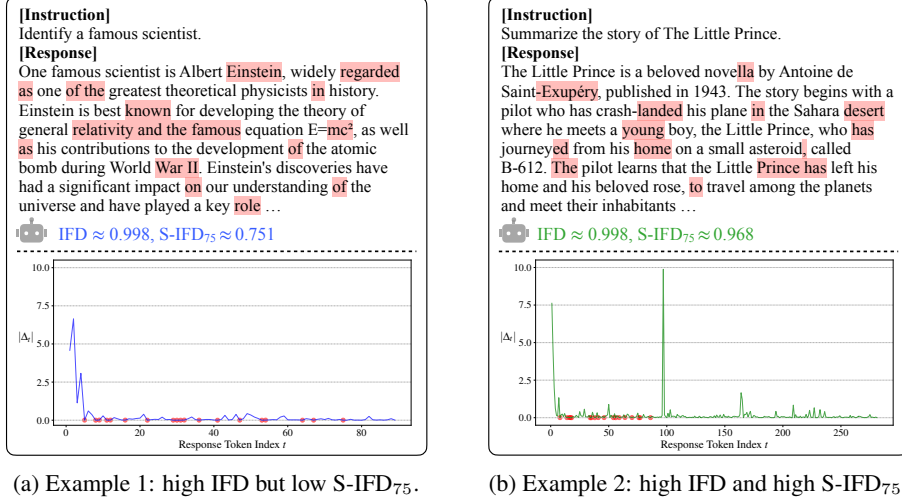 [Instruction]
Identify a famous scientist.
[Response]
One famous scientist is Albert Einstein, widely regarded
as one of the greatest theoretical physicists in history.
Einstein is best known for developing the theory of
general relativity and the famous equation E=mc², as well
as his contributions to the development of the atomic
bomb during World War II. Einstein's discoveries have
had a significant impact on our understanding of the
universe and have played a key role …
IFD ≈ 0.998, S-IFD₇₅ ≈ 0.751
10.0
7.5
|Δₜ|
5.0
2.5
0.0
0 20 40 60 80
Response Token Index t
(a) Example 1: high IFD but low S-IFD₇₅.
[Instruction]
Summarize the story of The Little Prince.
[Response]
The Little Prince is a beloved novella by Antoine de
Saint-Exupéry, published in 1943. The story begins with a
pilot who has crash-landed his plane in the Sahara desert
where he meets a young boy, the Little Prince, who has
journeyed from his home on a small asteroid, called
B-612. The pilot learns that the Little Prince has left his
home and his beloved rose, to travel among the planets
and meet their inhabitants …
IFD ≈ 0.998, S-IFD₇₅ ≈ 0.968
10.0
7.5
|Δₜ|
5.0
2.5
0.0
0 50 100 150 200 250
Response Token Index t
(b) Example 2: high IFD and high S-IFD₇₅